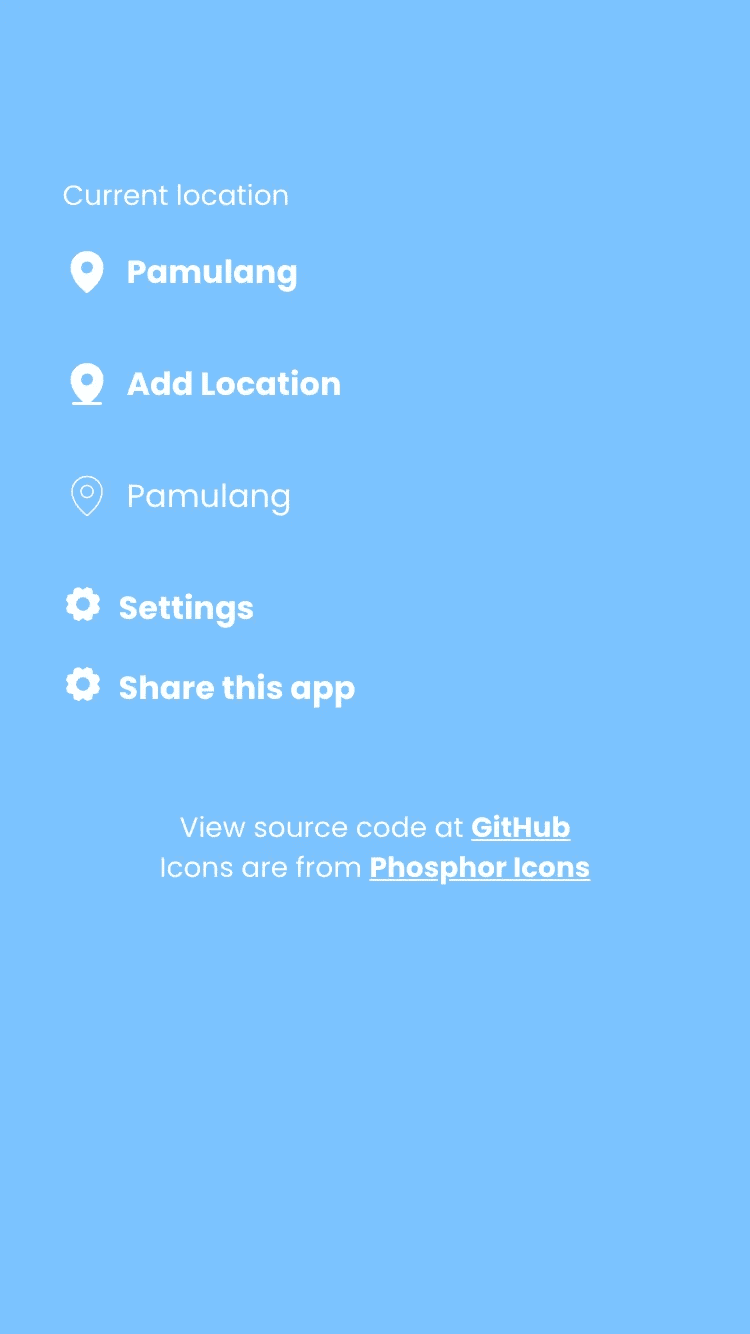 Current location
Pamulang
Add Location
Pamulang
Settings
Share this app
View source code at GitHub
Icons are from Phosphor Icons